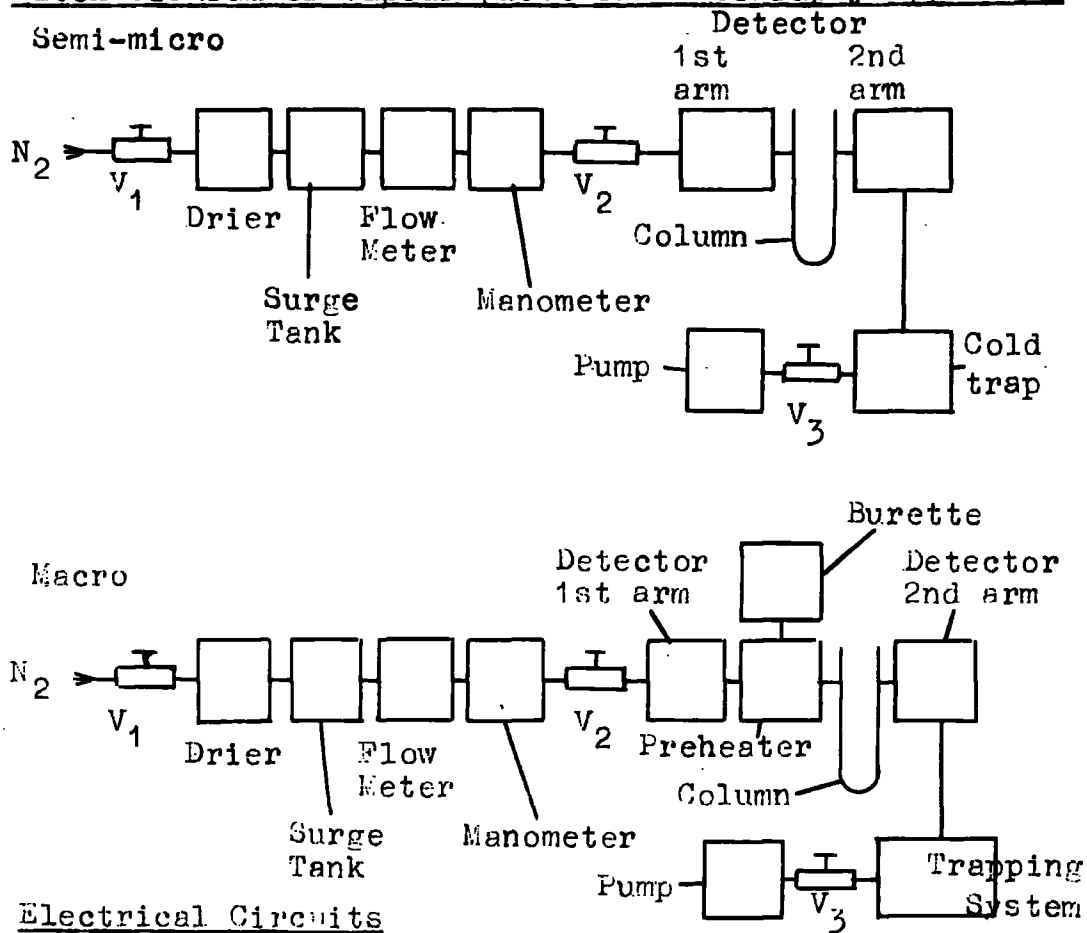 Semi-micro
Detector
1st arm
2nd arm
N2
V1
Drier
Surge Tank
Flow Meter
Manometer
V2
Column
Pump
V3
Cold trap
Macro
Burette
Detector 1st arm
Detector 2nd arm
N2
V1
Drier
Surge Tank
Flow Meter
Manometer
V2
Preheater
Column
Pump
V3
Trapping System
Electrical Circuits